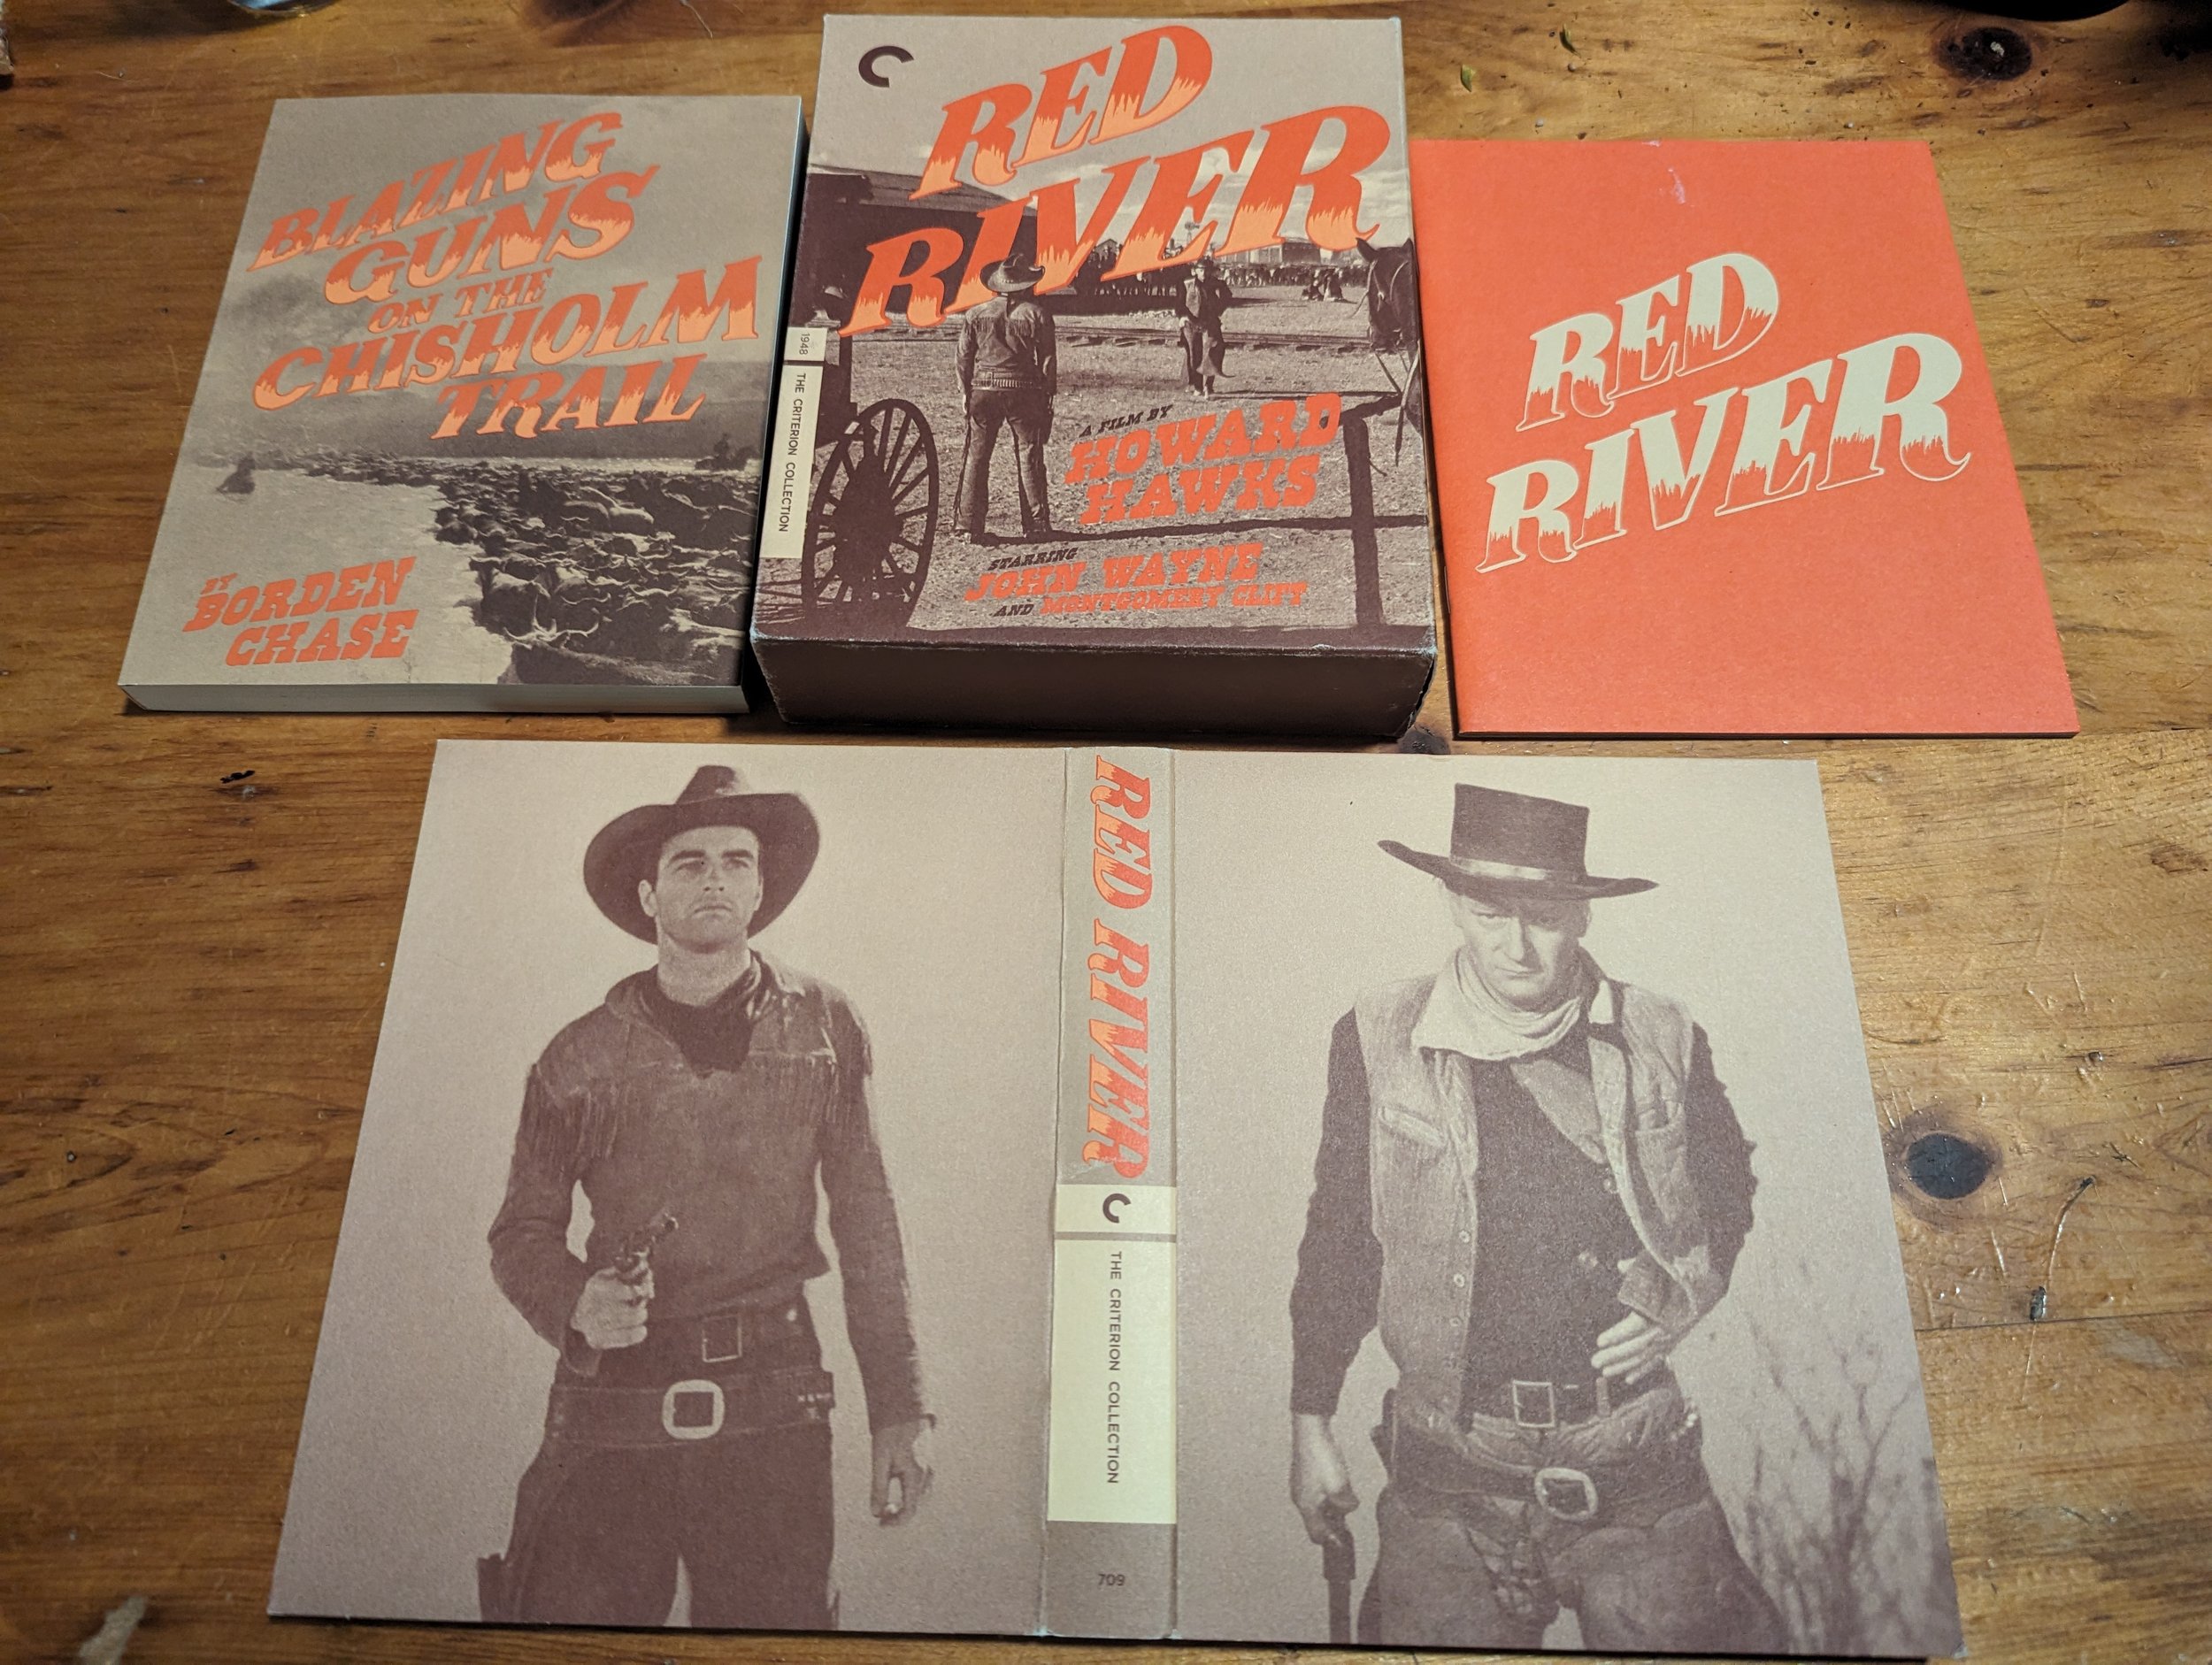 BLAZING
GUNS
ON THE
CHISHOLM
TRAIL
BY
BORDEN
CHASE
RED
RIVER
1948
THE CRITERION COLLECTION
A FILM BY
HOWARD
HAWKS
STARRING
JOHN WAYNE
AND MONTGOMERY CLIFT
RED
RIVER
RED RIVER
THE CRITERION COLLECTION
709